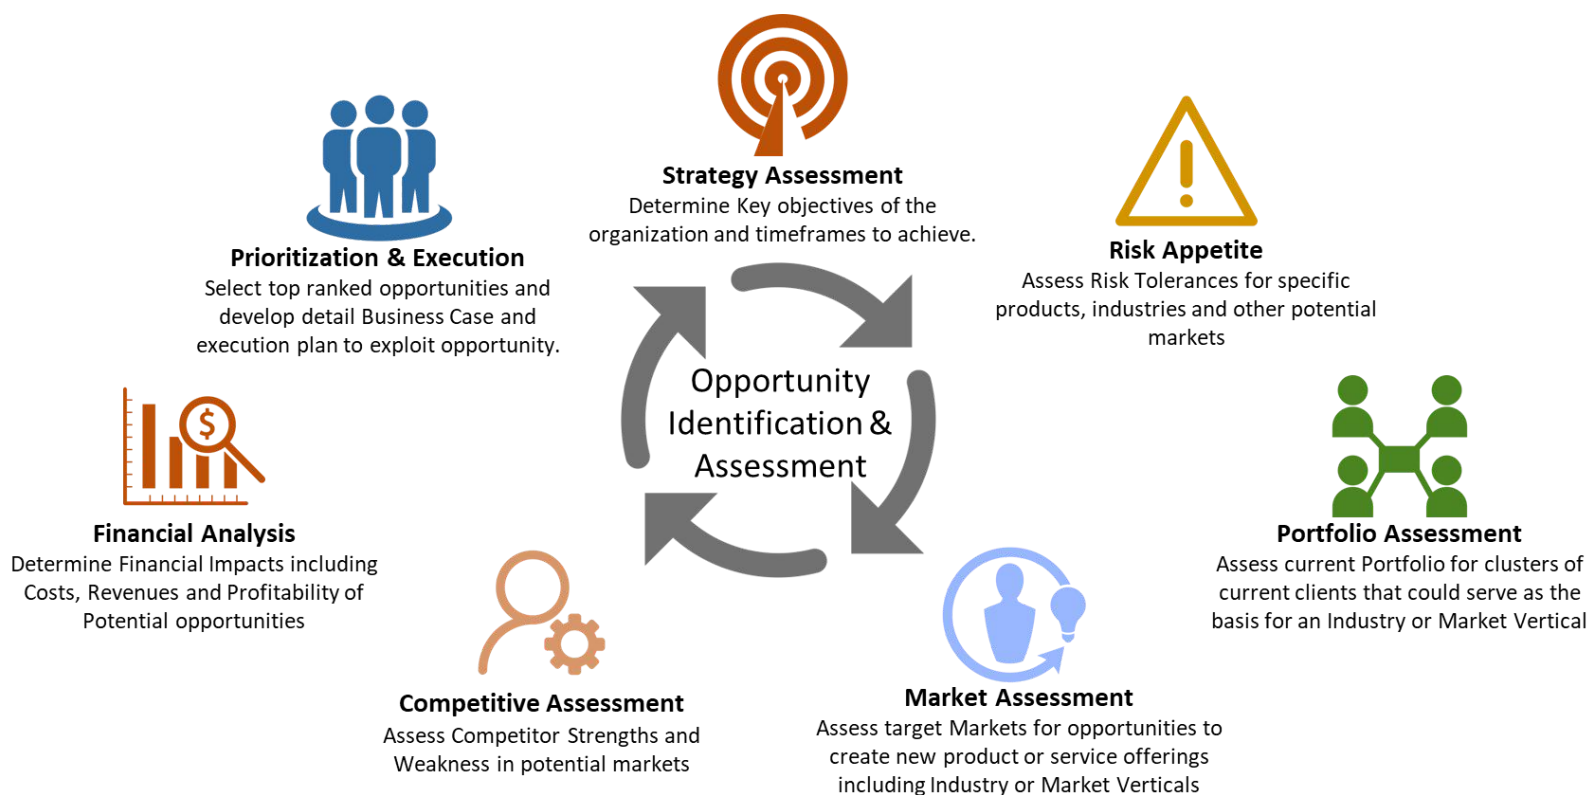 Strategy Assessment
Determine Key objectives of the
organization and timeframes to achieve.
Risk Appetite
Assess Risk Tolerances for specific
products, industries and other potential
markets
Portfolio Assessment
Assess current Portfolio for clusters of
current clients that could serve as the
basis for an Industry or Market Vertical
Market Assessment
Assess target Markets for opportunities to
create new product or service offerings
including Industry or Market Verticals
Competitive Assessment
Assess Competitor Strengths and
Weakness in potential markets
Financial Analysis
Determine Financial Impacts including
Costs, Revenues and Profitability of
Potential opportunities
Prioritization & Execution
Select top ranked opportunities and
develop detail Business Case and
execution plan to exploit opportunity.
Opportunity
Identification &
Assessment
$